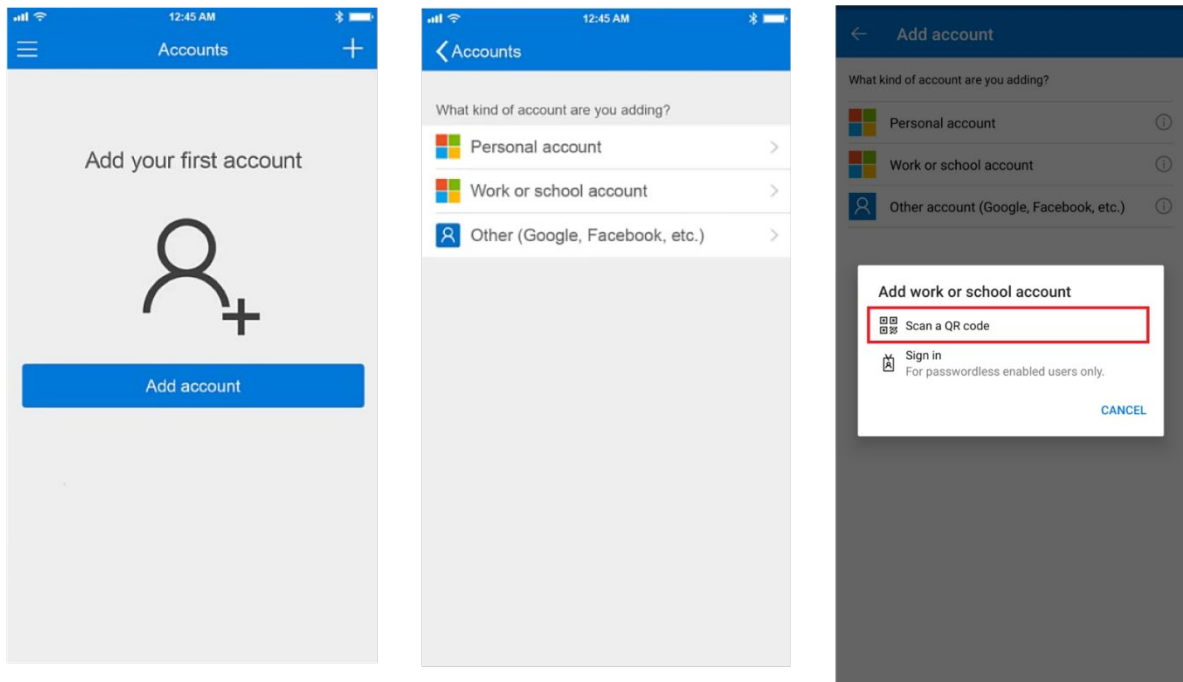 12:45 AM
Accounts
Add your first account
Add account
12:45 AM
Accounts
What kind of account are you adding?
Personal account
Work or school account
Other (Google, Facebook, etc.)
Add account
What kind of account are you adding?
Personal account
Work or school account
Other account (Google, Facebook, etc.)
Add work or school account
Scan a QR code
Sign in
For passwordless enabled users only.
CANCEL